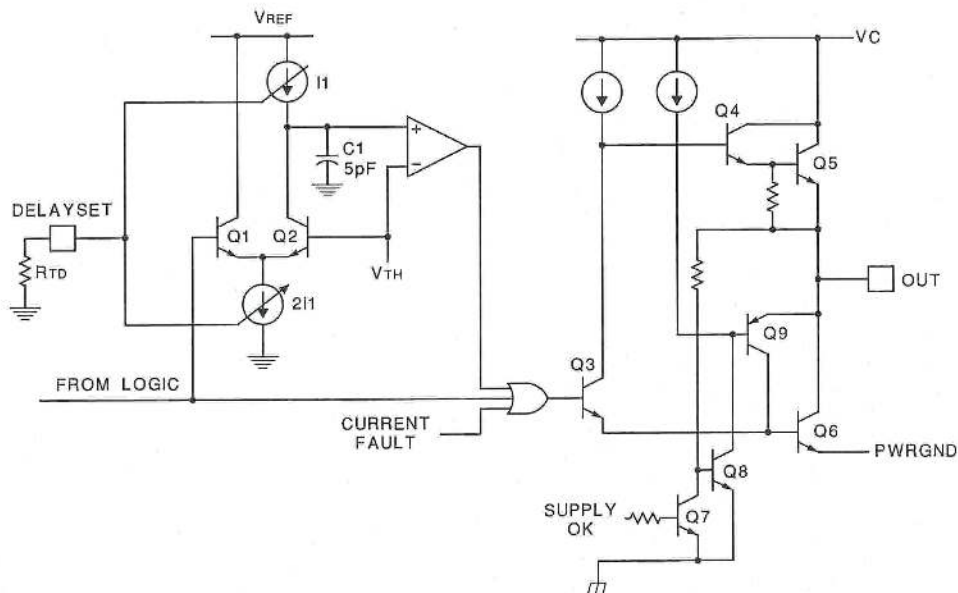 VREF
VC
I1
Q4
C1
5pF
Q5
+
−
DELAYSET
Q1
Q2
RTD
VTH
OUT
2I1
Q9
Q3
FROM LOGIC
CURRENT
FAULT
Q6
PWRGND
Q8
SUPPLY
OK
Q7